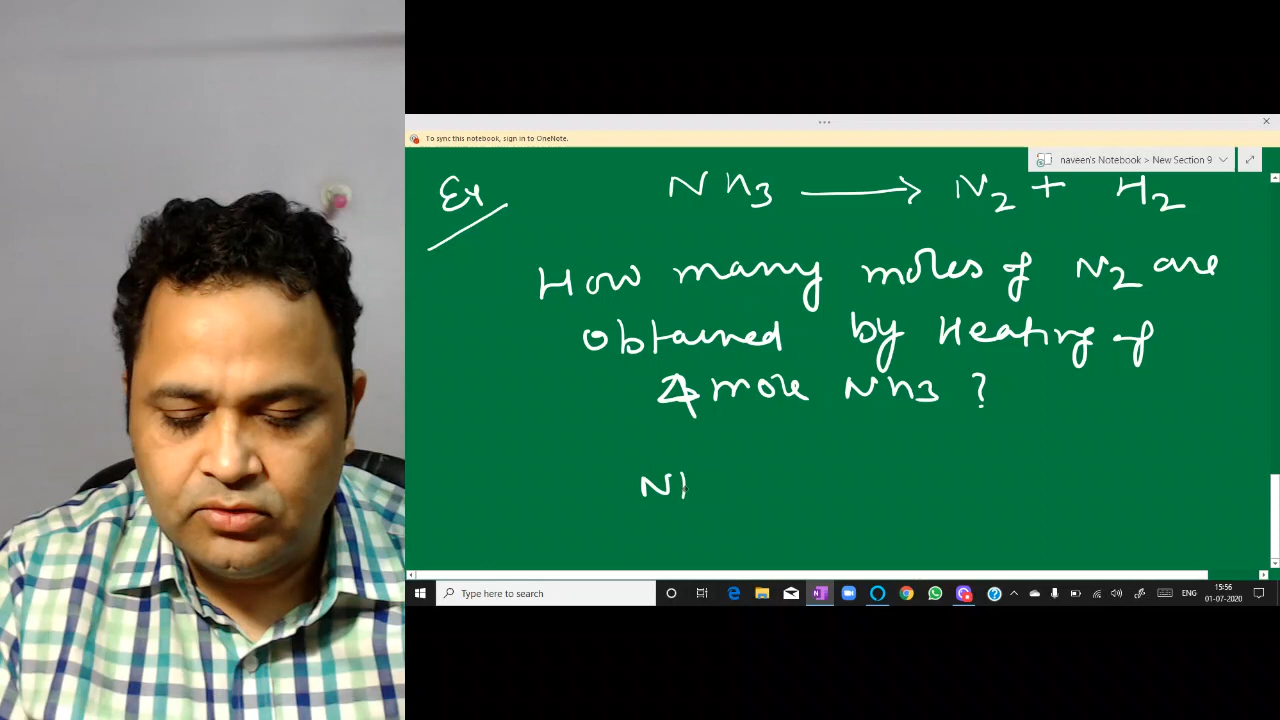 To sync this notebook, sign in to OneNote.
naveen's Notebook > New Section 9
Ex NH3 ⟶ N2 + H2
How many moles of N2 are
obtained by Heating of
4 mole NH3 ?
NH
Type here to search
ENG
15:56
01-07-2020